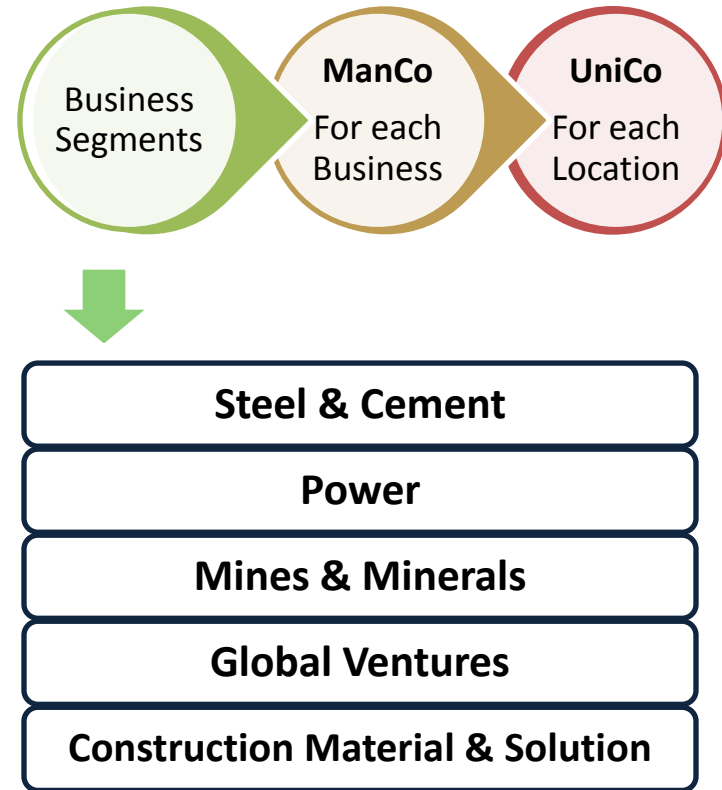 Business
Segments
ManCo
For each
Business
UniCo
For each
Location
Steel & Cement
Power
Mines & Minerals
Global Ventures
Construction Material & Solution